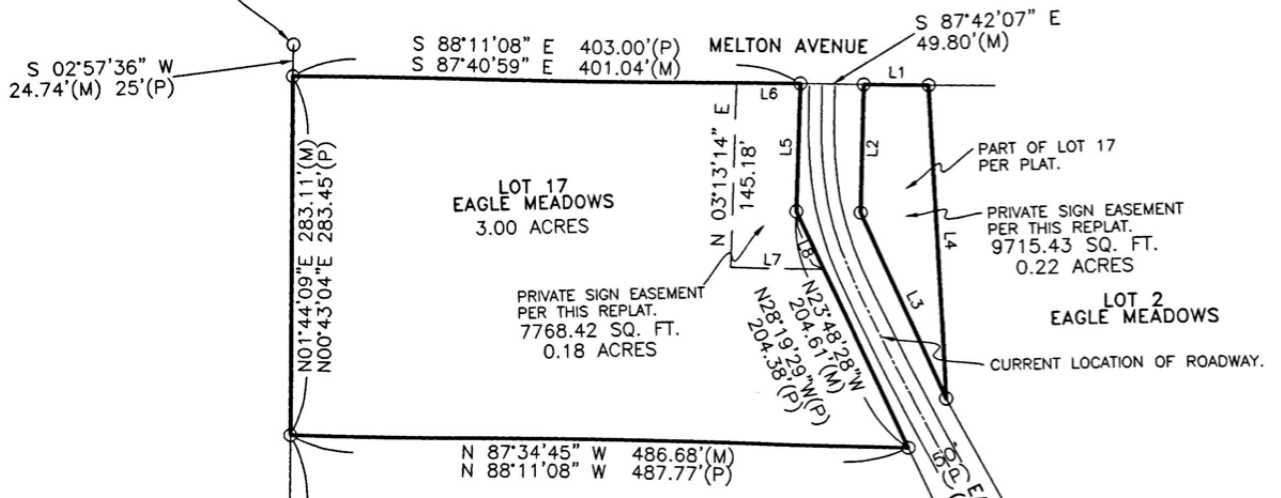 S 87°42'07" E
49.80'(M)
S 88°11'08" E 403.00'(P)
S 87°40'59" E 401.04'(M)
MELTON AVENUE
S 02°57'36" W
24.74'(M) 25'(P)
L1
L6
L5
L2
N 03°13'14" E
145.18'
PART OF LOT 17
PER PLAT.
N01°44'09"E 283.11'(M)
N00°43'04"E 283.45'(P)
LOT 17
EAGLE MEADOWS
3.00 ACRES
PRIVATE SIGN EASEMENT
PER THIS REPLAT.
9715.43 SQ. FT.
0.22 ACRES
L4
L8
L7
L3
PRIVATE SIGN EASEMENT
PER THIS REPLAT.
7768.42 SQ. FT.
0.18 ACRES
LOT 2
EAGLE MEADOWS
N23°48'28"W
204.61'(M)
N28°19'29"W(P)
204.38'(P)
CURRENT LOCATION OF ROADWAY.
N 87°34'45" W 486.68'(M)
N 88°11'08" W 487.77'(P)